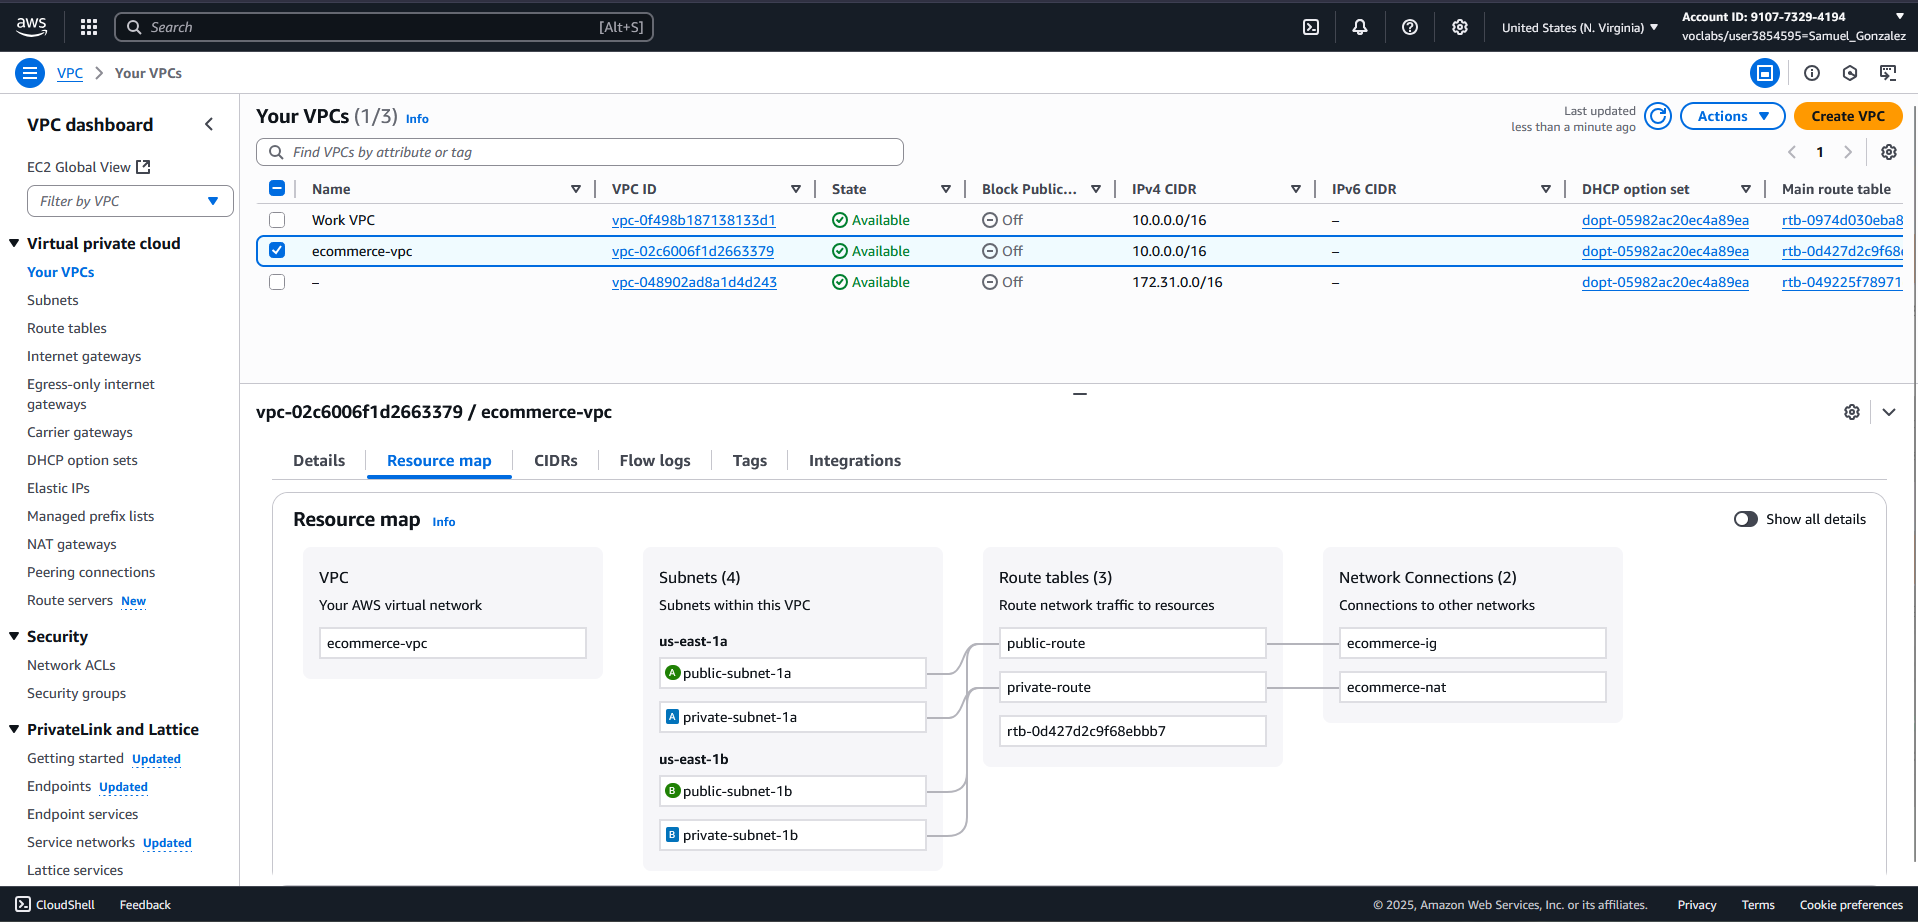 aws
Search [Alt+S]
United States (N. Virginia)
Account ID: 9107-7329-4194
voclabs/user3854595=Samuel_Gonzalez
VPC
Your VPCs
VPC dashboard
EC2 Global View
Filter by VPC
Virtual private cloud
Your VPCs
Subnets
Route tables
Internet gateways
Egress-only internet
gateways
Carrier gateways
DHCP option sets
Elastic IPs
Managed prefix lists
NAT gateways
Peering connections
Route servers New
Security
Network ACLs
Security groups
PrivateLink and Lattice
Getting started Updated
Endpoints Updated
Endpoint services
Service networks Updated
Lattice services
Your VPCs (1/3) Info
Last updated
less than a minute ago
Actions
Create VPC
Find VPCs by attribute or tag
1
Name VPC ID State Block Public... IPv4 CIDR IPv6 CIDR DHCP option set Main route table
Work VPC vpc-0f498b187138133d1 Available Off 10.0.0.0/16 – dopt-05982ac20ec4a89ea rtb-0974d030eba8
ecommerce-vpc vpc-02c6006f1d2663379 Available Off 10.0.0.0/16 – dopt-05982ac20ec4a89ea rtb-0d427d2c9f68
– vpc-048902ad8a1d4d243 Available Off 172.31.0.0/16 – dopt-05982ac20ec4a89ea rtb-049225f78971
vpc-02c6006f1d2663379 / ecommerce-vpc
Details Resource map CIDRs Flow logs Tags Integrations
Resource map Info
Show all details
VPC
Your AWS virtual network
ecommerce-vpc
Subnets (4)
Subnets within this VPC
us-east-1a
A public-subnet-1a
A private-subnet-1a
us-east-1b
B public-subnet-1b
B private-subnet-1b
Route tables (3)
Route network traffic to resources
public-route
private-route
rtb-0d427d2c9f68ebbb7
Network Connections (2)
Connections to other networks
ecommerce-ig
ecommerce-nat
CloudShell
Feedback
© 2025, Amazon Web Services, Inc. or its affiliates.
Privacy
Terms
Cookie preferences